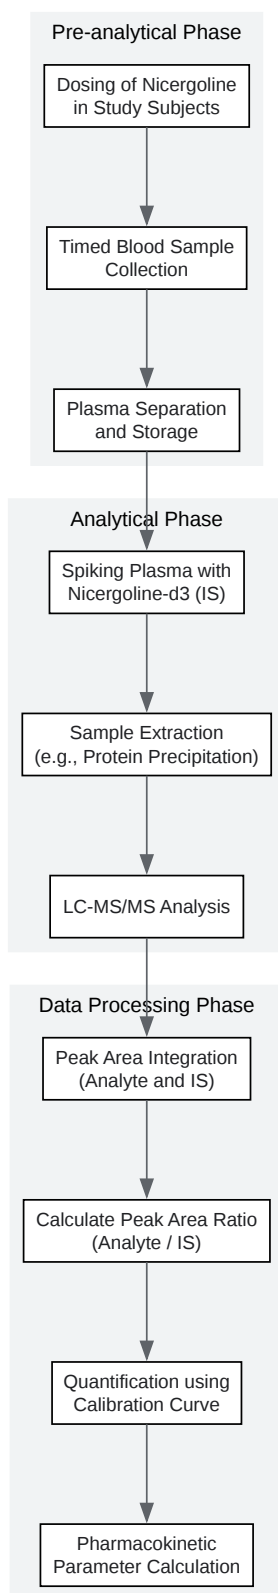 Pre-analytical Phase
Dosing of Nicergoline
in Study Subjects
Timed Blood Sample
Collection
Plasma Separation
and Storage
Analytical Phase
Spiking Plasma with
Nicergoline-d3 (IS)
Sample Extraction
(e.g., Protein Precipitation)
LC-MS/MS Analysis
Data Processing Phase
Peak Area Integration
(Analyte and IS)
Calculate Peak Area Ratio
(Analyte / IS)
Quantification using
Calibration Curve
Pharmacokinetic
Parameter Calculation